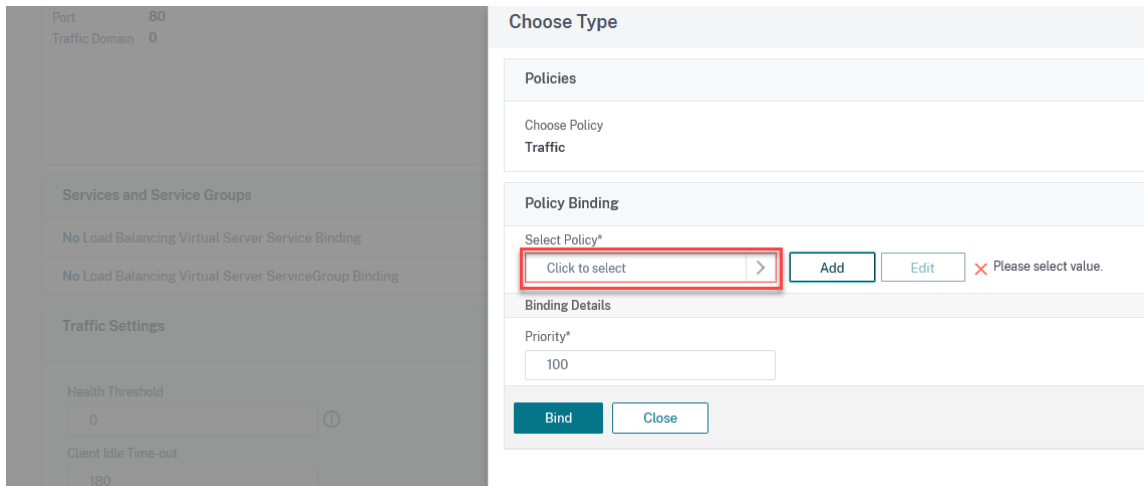 Port 80
Traffic Domain 0
Services and Service Groups
No Load Balancing Virtual Server Service Binding
No Load Balancing Virtual Server ServiceGroup Binding
Traffic Settings
Health Threshold
0
Client Idle Time-out
180
Choose Type
Policies
Choose Policy
Traffic
Policy Binding
Select Policy*
Click to select Add Edit Please select value.
Binding Details
Priority*
100
Bind Close